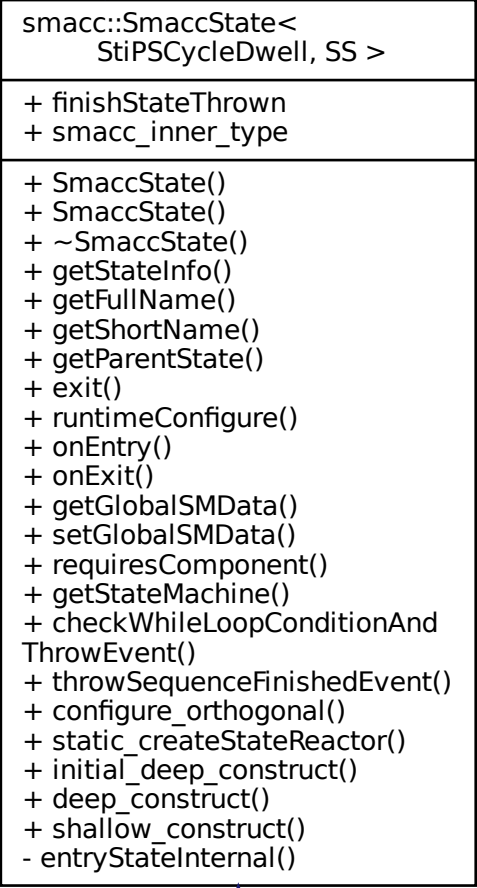 smacc::SmaccState<
StiPSCycleDwell, SS >
+ finishStateThrown
+ smacc_inner_type
+ SmaccState()
+ SmaccState()
+ ~SmaccState()
+ getStateInfo()
+ getFullName()
+ getShortName()
+ getParentState()
+ exit()
+ runtimeConfigure()
+ onEntry()
+ onExit()
+ getGlobalSMData()
+ setGlobalSMData()
+ requiresComponent()
+ getStateMachine()
+ checkWhileLoopConditionAnd
ThrowEvent()
+ throwSequenceFinishedEvent()
+ configure_orthogonal()
+ static_createStateReactor()
+ initial_deep_construct()
+ deep_construct()
+ shallow_construct()
- entryStateInternal()